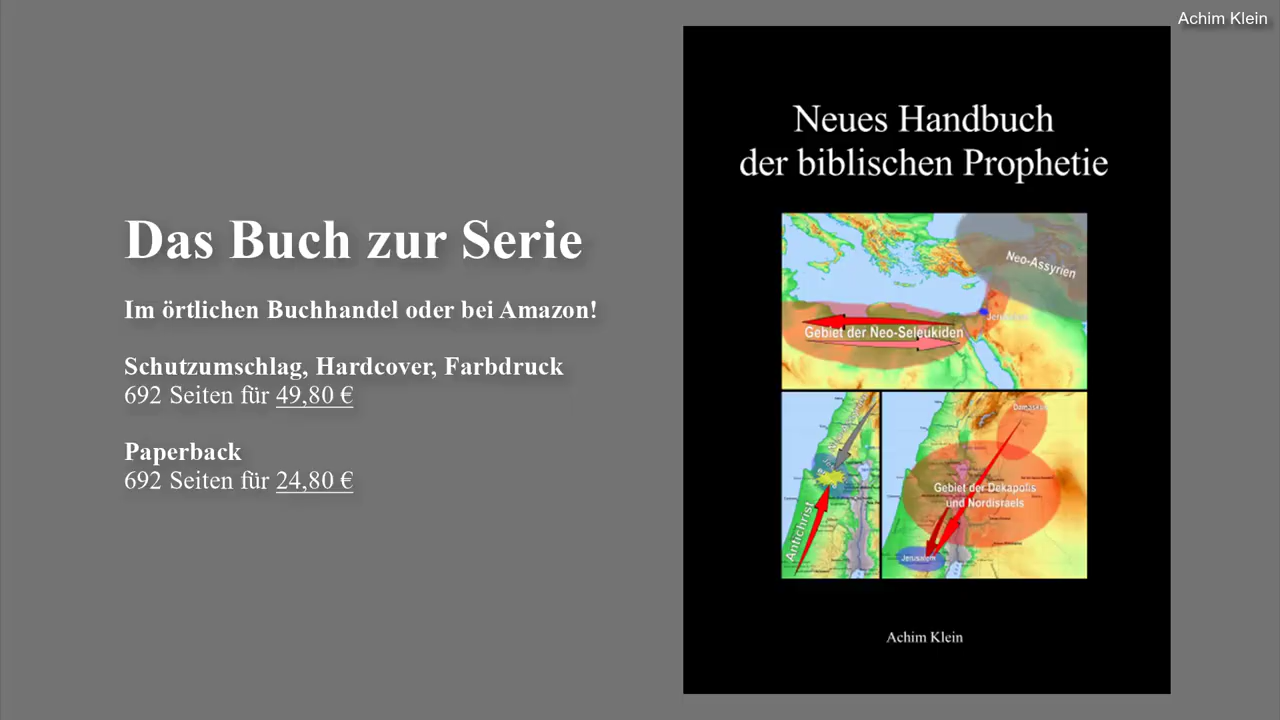 Achim Klein
Das Buch zur Serie
Im örtlichen Buchhandel oder bei Amazon!
Schutzumschlag, Hardcover, Farbdruck
692 Seiten für 49,80 €
Paperback
692 Seiten für 24,80 €
Neues Handbuch
der biblischen Prophetie
Neo-Assyrien
Jerusalem
Gebiet der Neo-Seleukiden
Antichrist
Damaskus
Gebiet der Dekapolis
und Nordisraels
Jerusalem
Achim Klein